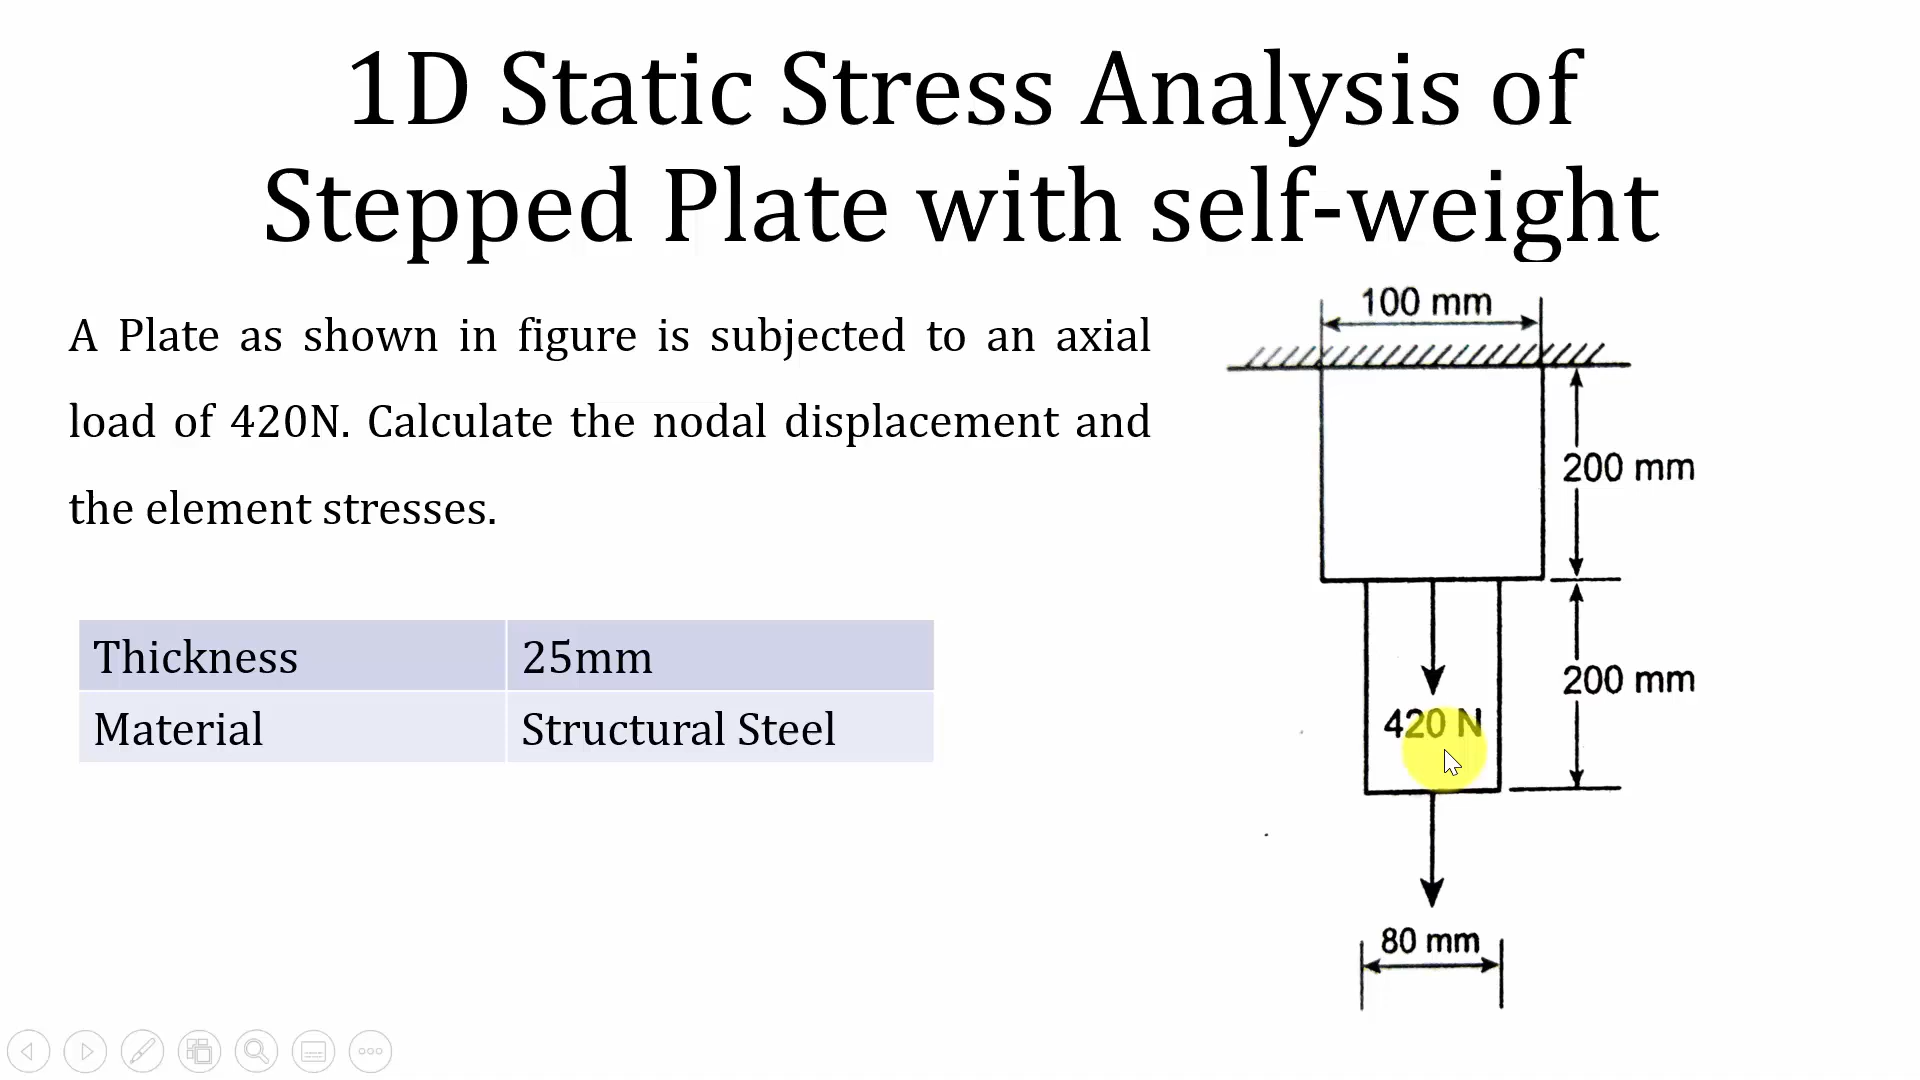 1D Static Stress Analysis of
Stepped Plate with self-weight
A Plate as shown in figure is subjected to an axial
load of 420N. Calculate the nodal displacement and
the element stresses.
Thickness 25mm
Material Structural Steel
100 mm
200 mm
200 mm
420 N
80 mm